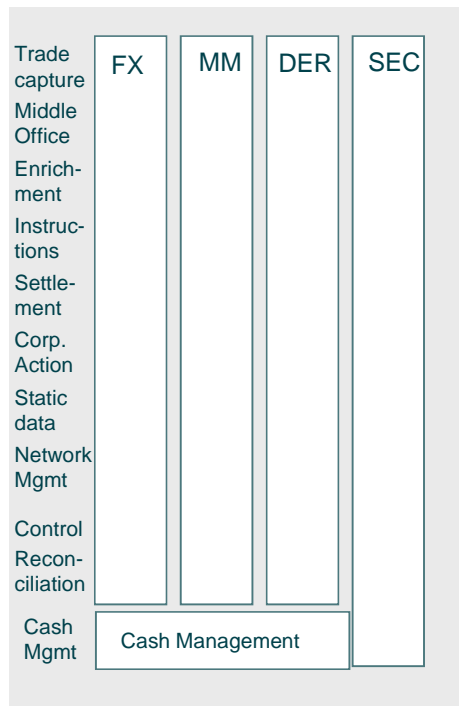 Trade
capture
FX
MM
DER
SEC
Middle
Office
Enrich-
ment
Instruc-
tions
Settle-
ment
Corp.
Action
Static
data
Network
Mgmt
Control
Recon-
ciliation
Cash
Mgmt
Cash Management